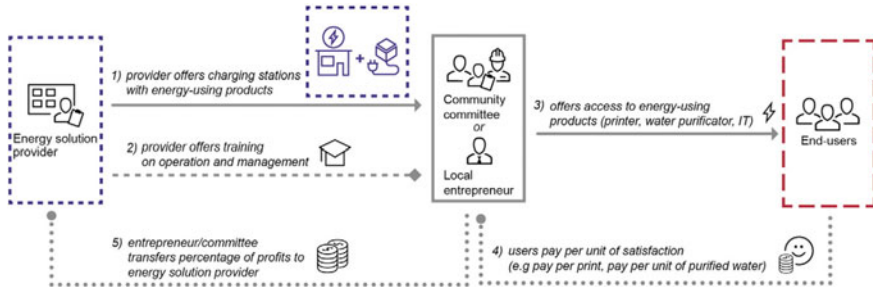 1) provider offers charging stations
with energy-using products
Energy solution
provider
2) provider offers training
on operation and management
Community
committee
or
Local
entrepreneur
3) offers access to energy-using
products (printer, water purificator, IT)
End-users
4) users pay per unit of satisfaction
(e.g pay per print, pay per unit of purified water)
5) entrepreneur/committee
transfers percentage of profits to
energy solution provider